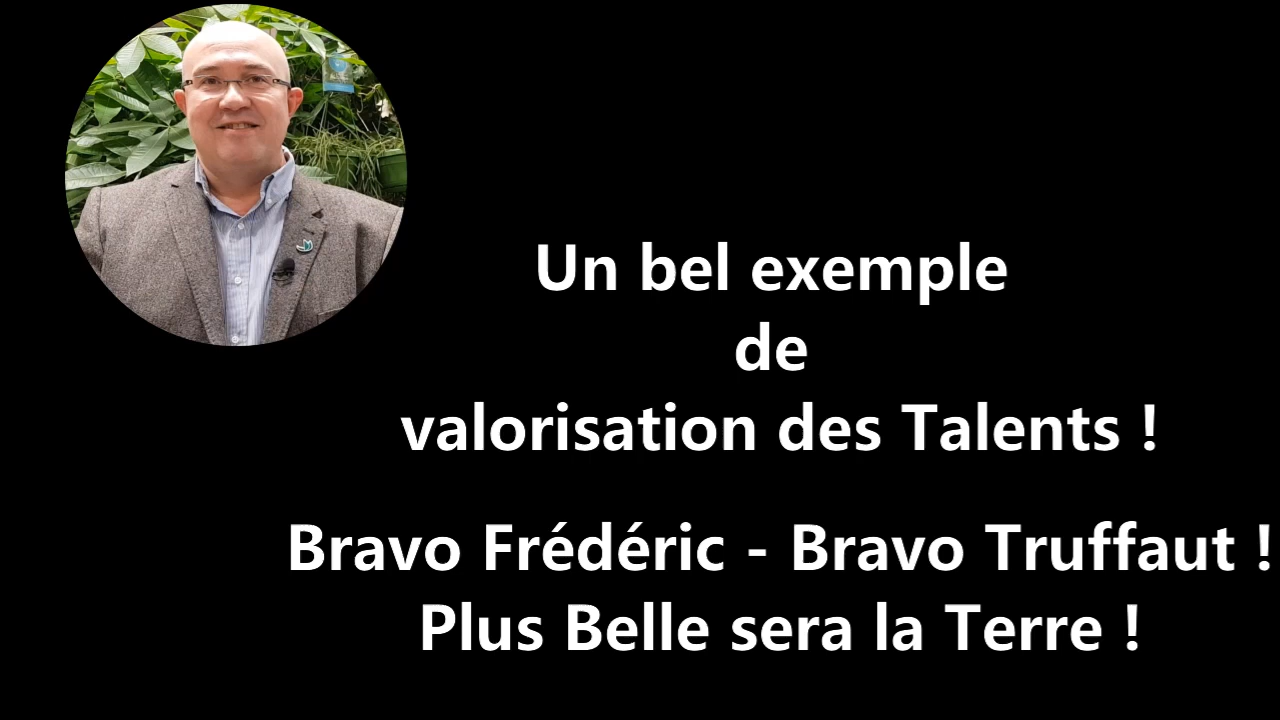 Un bel exemple
de
valorisation des Talents !
Bravo Frédéric - Bravo Truffaut !
Plus Belle sera la Terre !